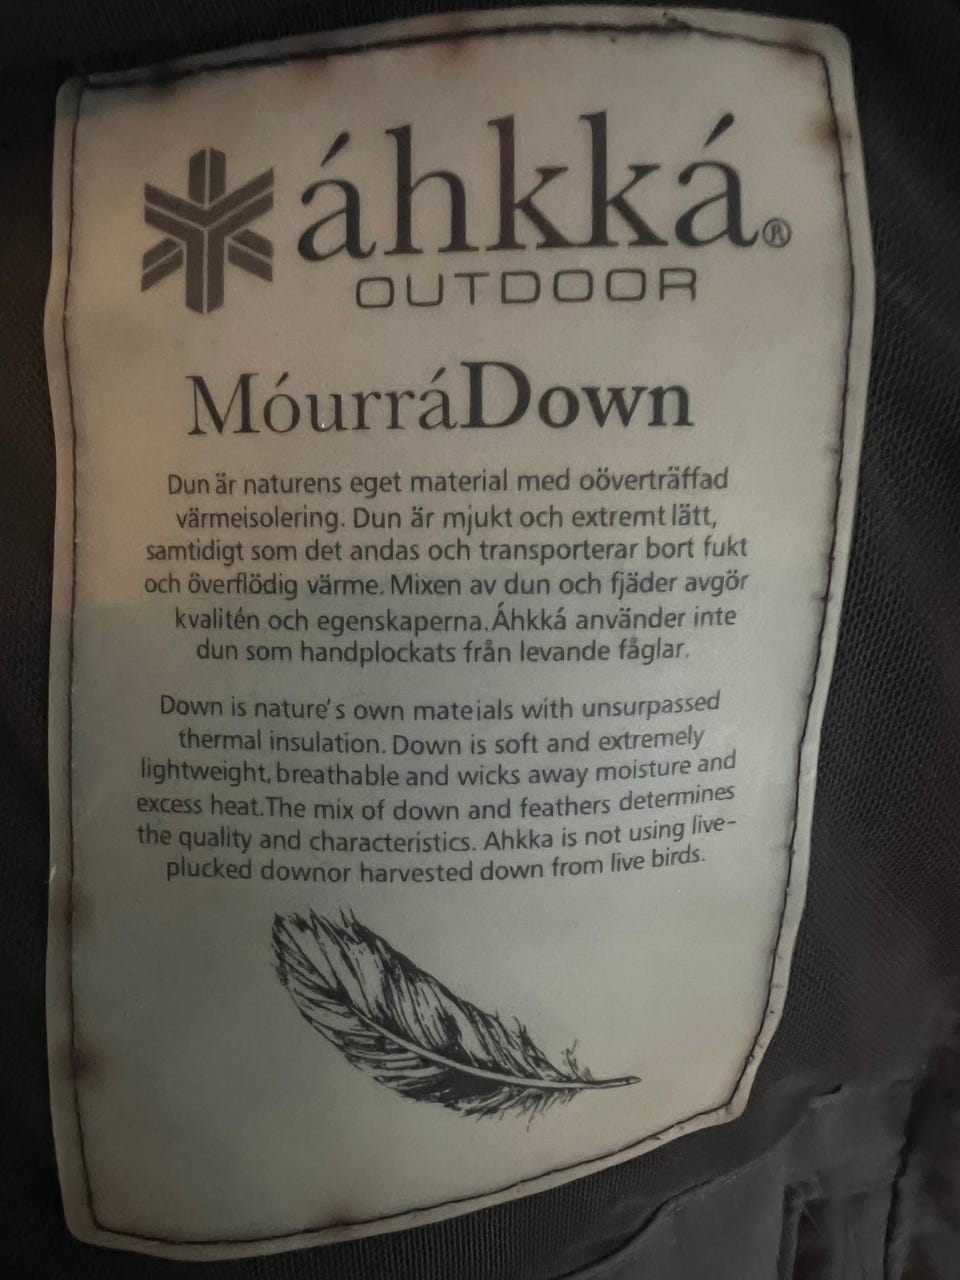 áhkká®
OUTDOOR
MóurráDown
Dun är naturens eget material med oöverträffad
värmeisolering. Dun är mjukt och extremt lätt,
samtidigt som det andas och transporterar bort fukt
och överflödig värme. Mixen av dun och fjäder avgör
kvalitén och egenskaperna.Áhkká använder inte
dun som handplockats från levande fåglar.
Down is nature's own mateials with unsurpassed
thermal insulation. Down is soft and extremely
lightweight, breathable and wicks away moisture and
excess heat.The mix of down and feathers determines
the quality and characteristics. Ahkka is not using live-
plucked downor harvested down from live birds.